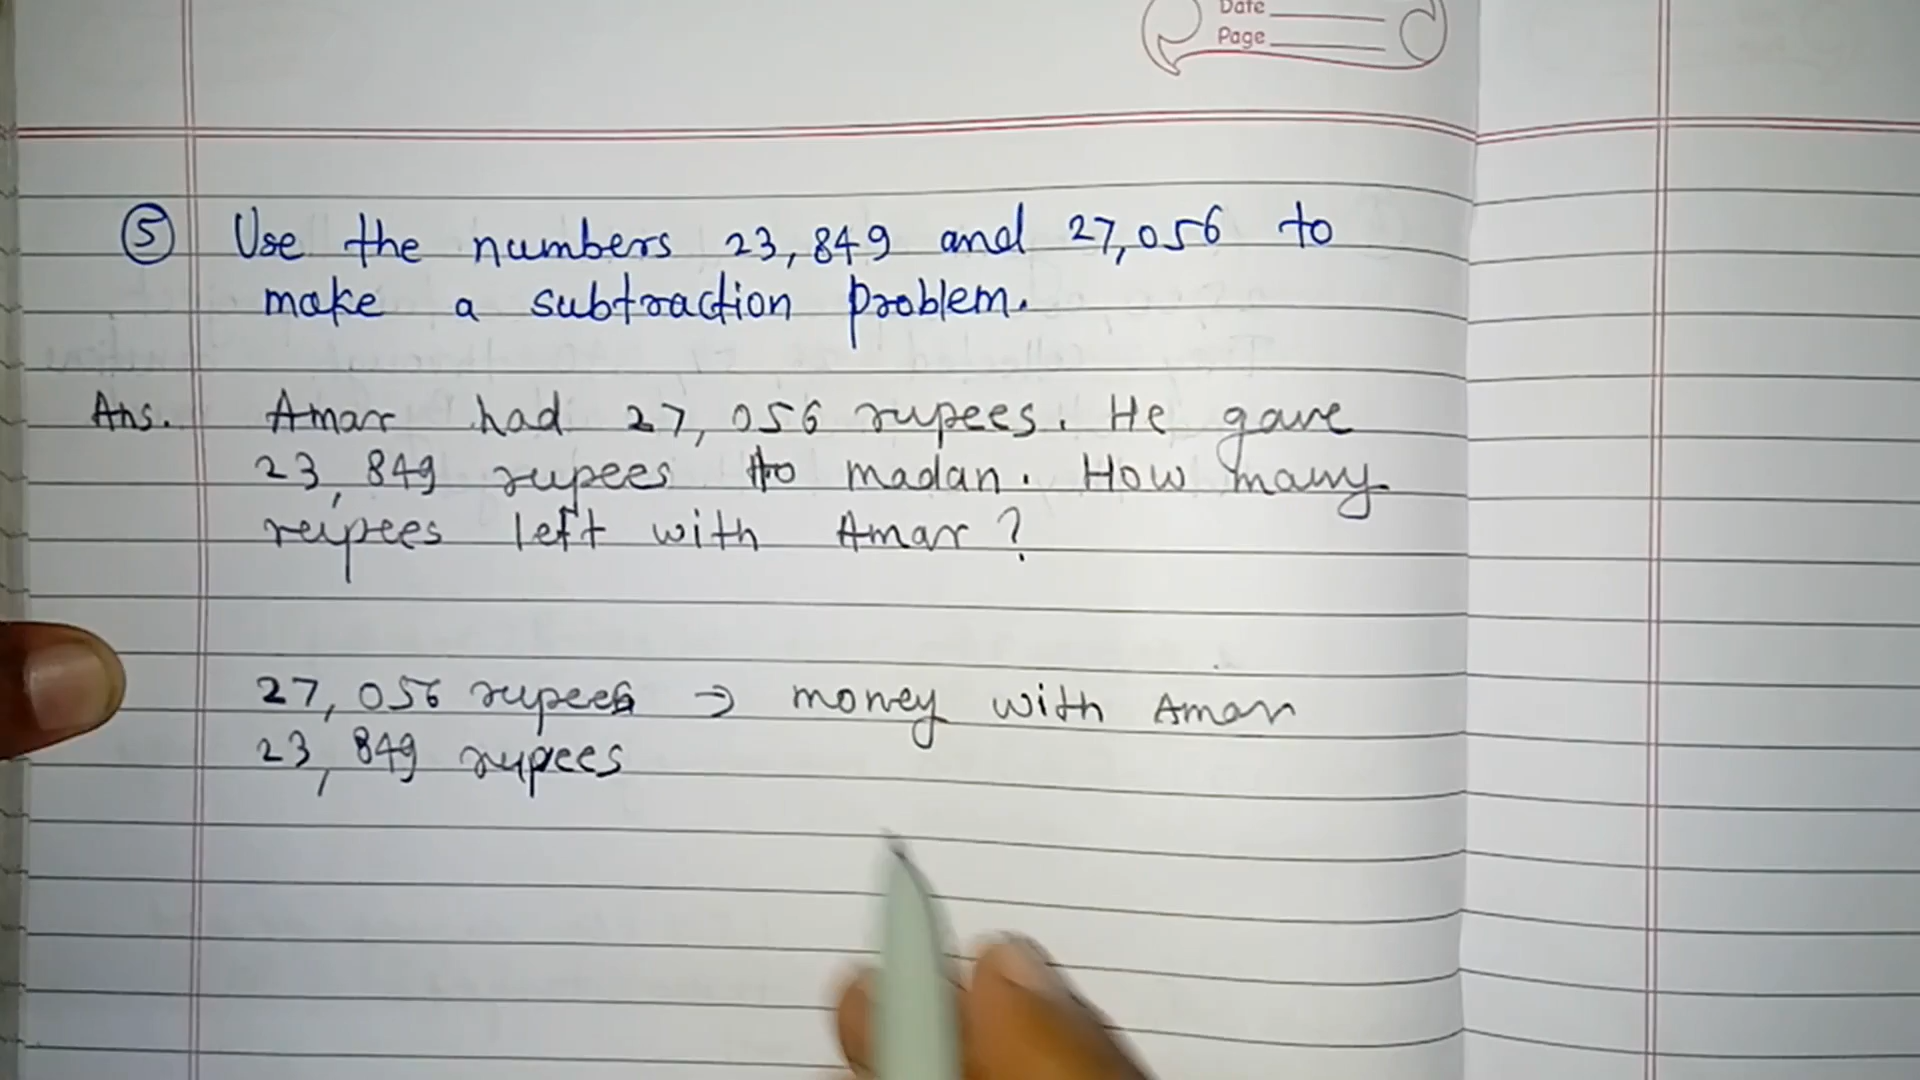 Date
Page
5 Use the numbers 23,849 and 27,056 to
make a subtraction problem.
Ans. Amar had 27,056 rupees. He gave
23,849 rupees to madan. How many
rupees left with Amar?
27,056 rupees → money with Amar
23,849 rupees